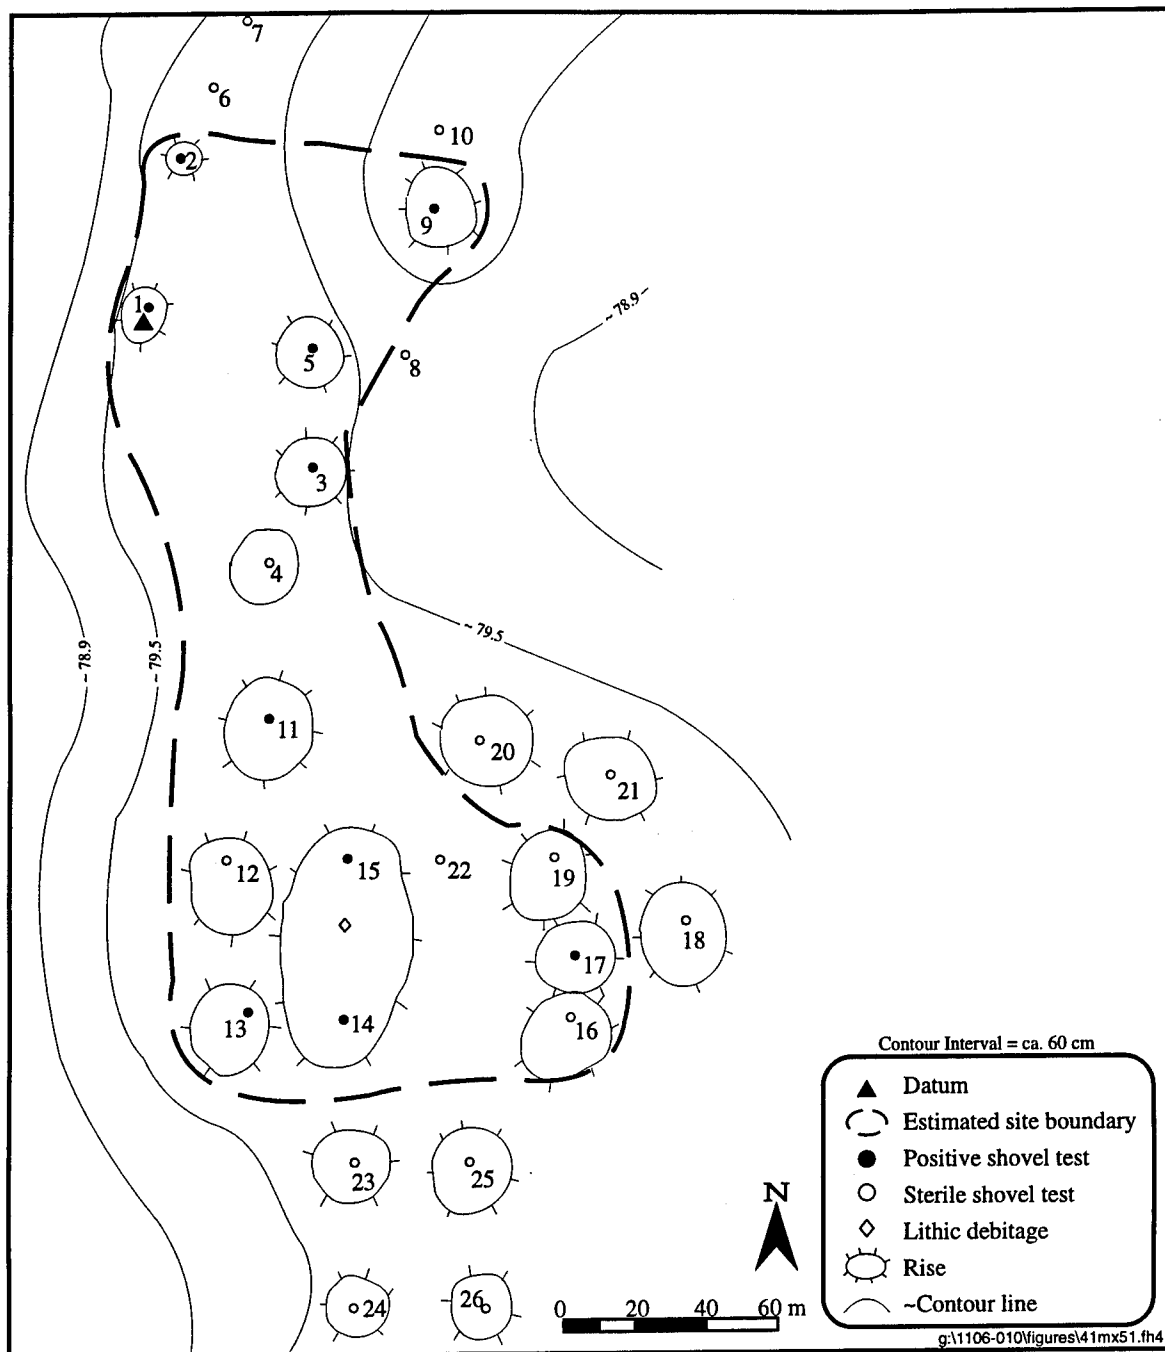 7
6
10
2
9
1
~ 78.9
5
8
3
4
~ 79.5
~ 78.9
~ 79.5
11
20
21
12
15
22
19
18
17
13
14
16
Contour Interval = ca. 60 cm
Datum
Estimated site boundary
Positive shovel test
23
25
N
Sterile shovel test
Lithic debitage
Rise
24
26
0 20 40 60 m
~Contour line
g:\1106-010\figures\41mx51.fh4